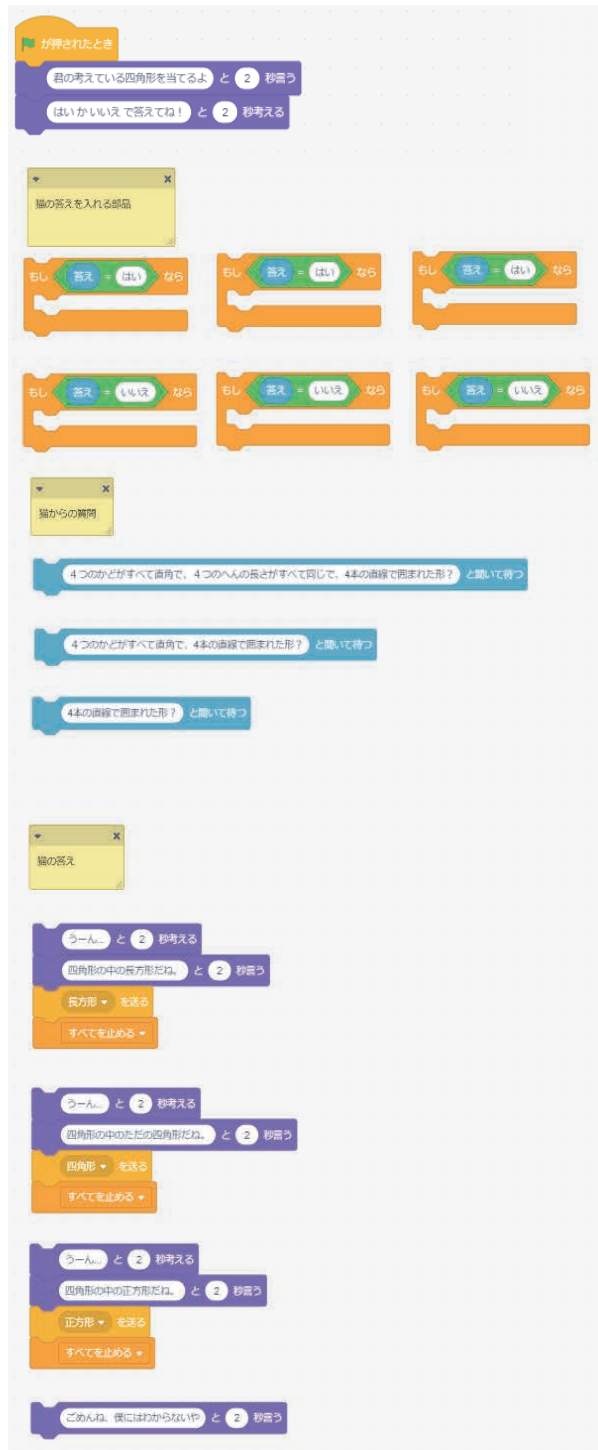 が押されたとき
君の考えている四角形を当てるよ と 2 秒言う
はい か いいえ で答えてね! と 2 秒考える
猫の答えを入れる部品
もし 答え = はい なら もし 答え = はい なら もし 答え = はい なら
もし 答え = いいえ なら もし 答え = いいえ なら もし 答え = いいえ なら
猫からの質問
4つのかどがすべて直角で、4つのへんの長さがすべて同じで、4本の直線で囲まれた形? と聞いて待つ
4つのかどがすべて直角で、4本の直線で囲まれた形? と聞いて待つ
4本の直線で囲まれた形? と聞いて待つ
猫の答え
うーん... と 2 秒考える
四角形の中の長方形だね。 と 2 秒言う
長方形 を送る
すべてを止める
うーん... と 2 秒考える
四角形の中のただの四角形だね。 と 2 秒言う
四角形 を送る
すべてを止める
うーん... と 2 秒考える
四角形の中の正方形だね。 と 2 秒言う
正方形 を送る
すべてを止める
ごめんね、僕にはわからないや と 2 秒言う